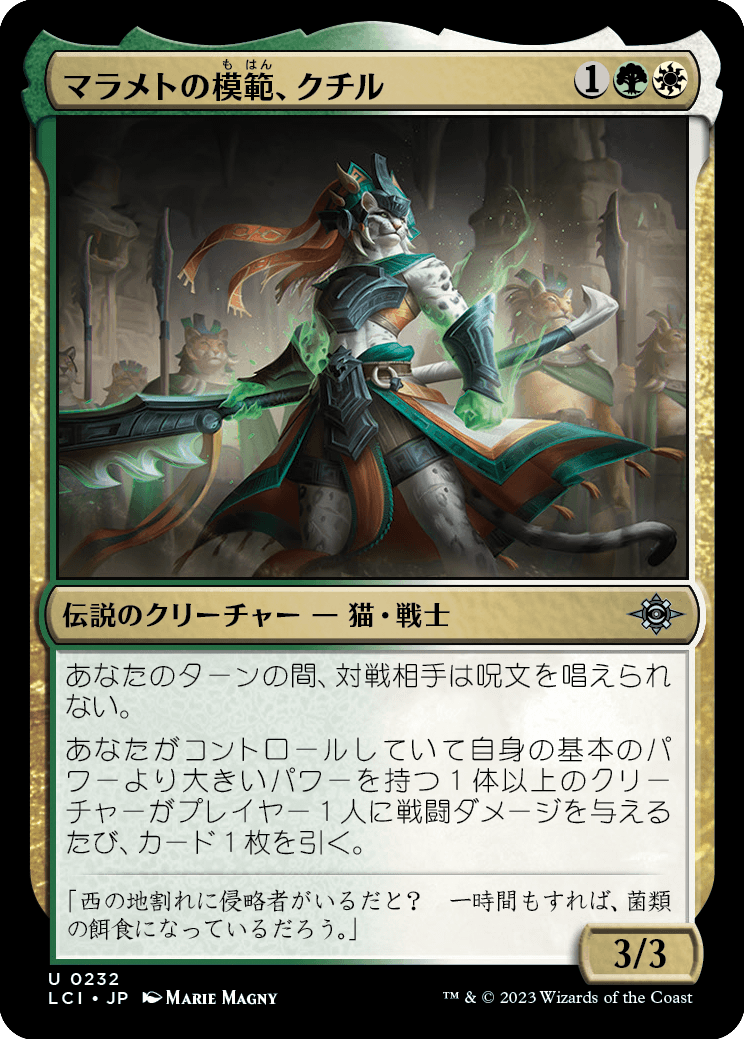 も はん
マラメトの模範、クチル 1
伝説のクリーチャー — 猫・戦士
あなたのターンの間、対戦相手は呪文を唱えられ
ない。
あなたがコントロールしていて自身の基本のパ
ワーより大きいパワーを持つ１体以上のクリー
チャーがプレイヤー１人に戦闘ダメージを与える
たび、カード１枚を引く。
「西の地割れに侵略者がいるだと？　一時間もすれば、菌類
の餌食になっているだろう。」
3/3
U 0232
LCI • JP Marie Magny ™ & © 2023 Wizards of the Coast